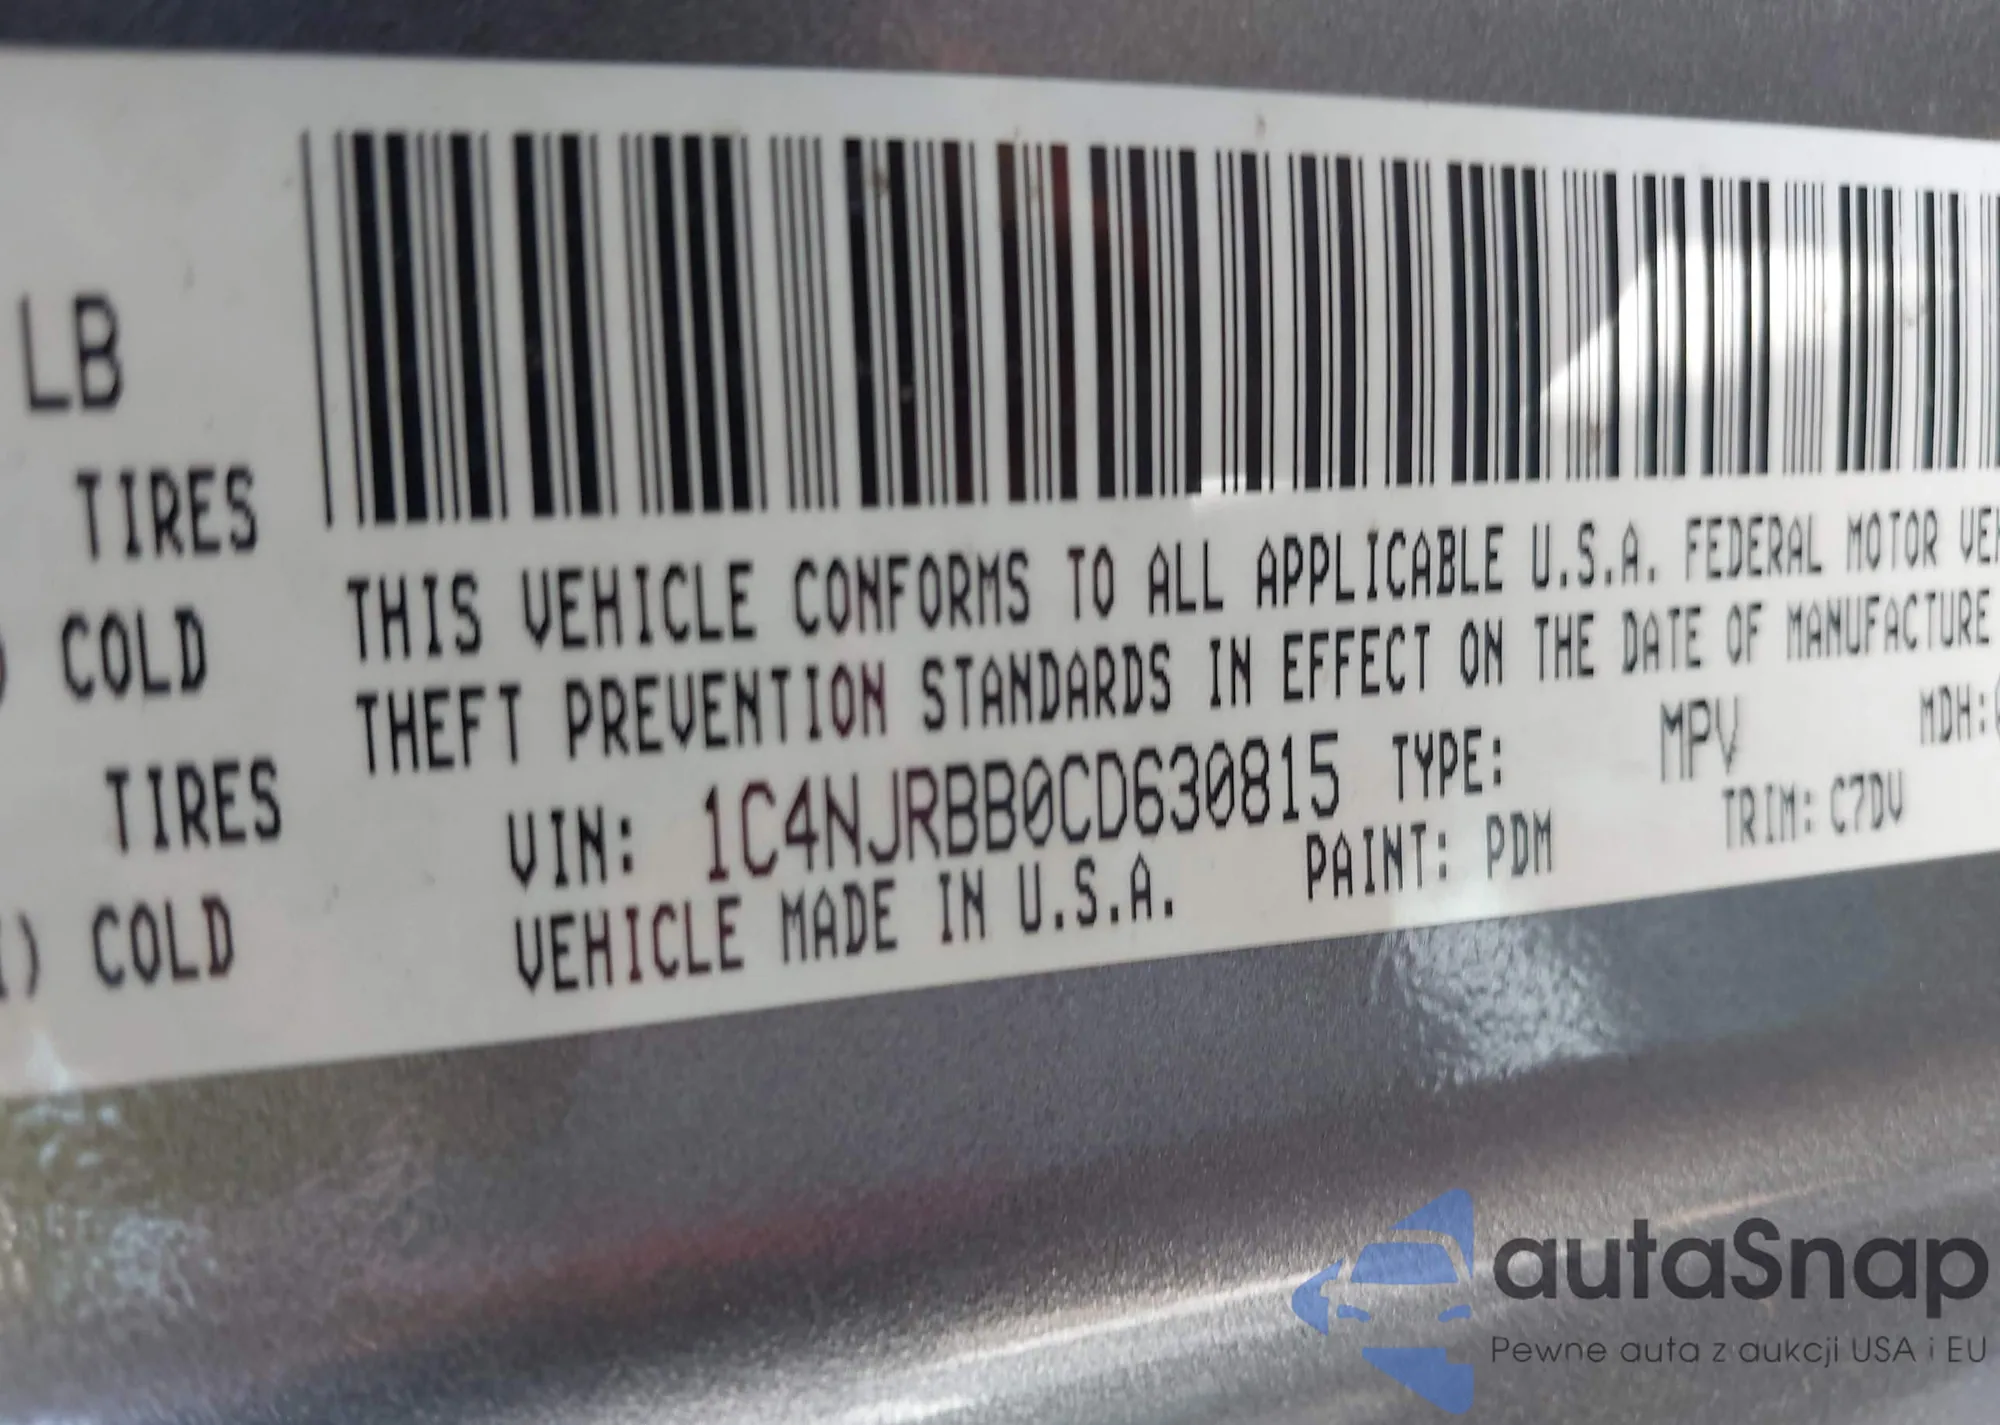 LB
TIRES
COLD
TIRES
) COLD
THIS VEHICLE CONFORMS TO ALL APPLICABLE U.S.A. FEDERAL MOTOR VEH
THEFT PREVENTION STANDARDS IN EFFECT ON THE DATE OF MANUFACTURE
VIN: 1C4NJRBB0CD630815 TYPE: MPV MDH:
VEHICLE MADE IN U.S.A. PAINT: PDM TRIM: C7DV
autaSnap
Pewne auta z aukcji USA i EU